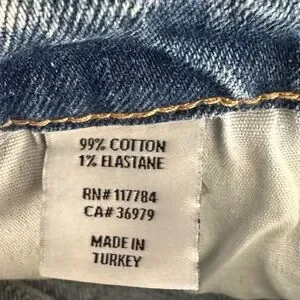 99% COTTON
1% ELASTANE
RN# 117784
CA# 36979
MADE IN
TURKEY